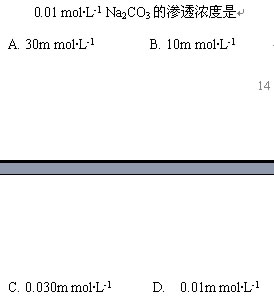 0.01 mol·L⁻¹ Na₂CO₃ 的渗透浓度是↵
A. 30m mol·L⁻¹ B. 10m mol·L⁻¹
14
C. 0.030m mol·L⁻¹ D. 0.01m mol·L⁻¹